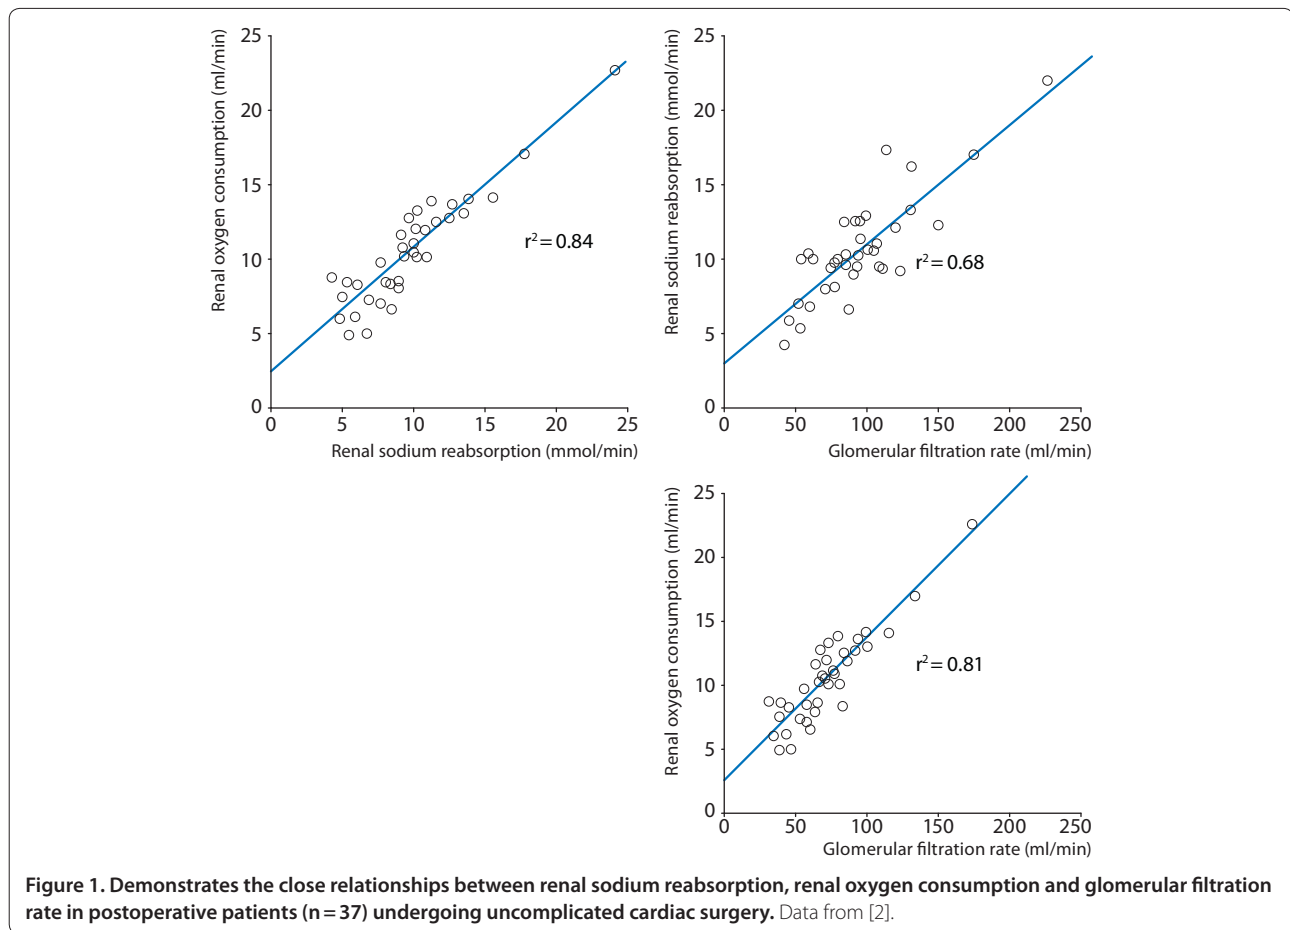 Renal oxygen consumption (ml/min)
25
20
15
10
5
0
r² = 0.84
0 5 10 15 20 25
Renal sodium reabsorption (mmol/min)
Renal sodium reabsorption (mmol/min)
25
20
15
10
5
0
r² = 0.68
0 50 100 150 200 250
Glomerular filtration rate (ml/min)
Renal oxygen consumption (ml/min)
25
20
15
10
5
0
r² = 0.81
0 50 100 150 200 250
Glomerular filtration rate (ml/min)
Figure 1. Demonstrates the close relationships between renal sodium reabsorption, renal oxygen consumption and glomerular filtration
rate in postoperative patients (n = 37) undergoing uncomplicated cardiac surgery. Data from [2].